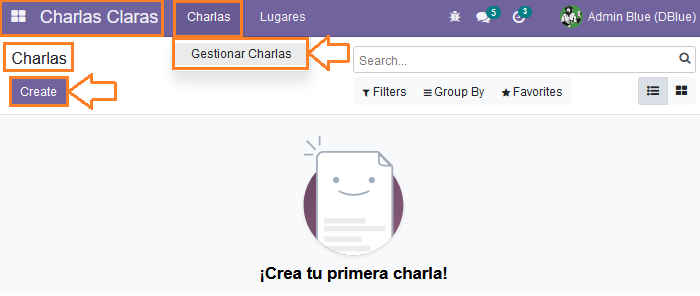 Charlas Claras Charlas Lugares 5 3 Admin Blue (DBlue)
Charlas Gestionar Charlas Search...
Create Filters Group By Favorites
¡Crea tu primera charla!